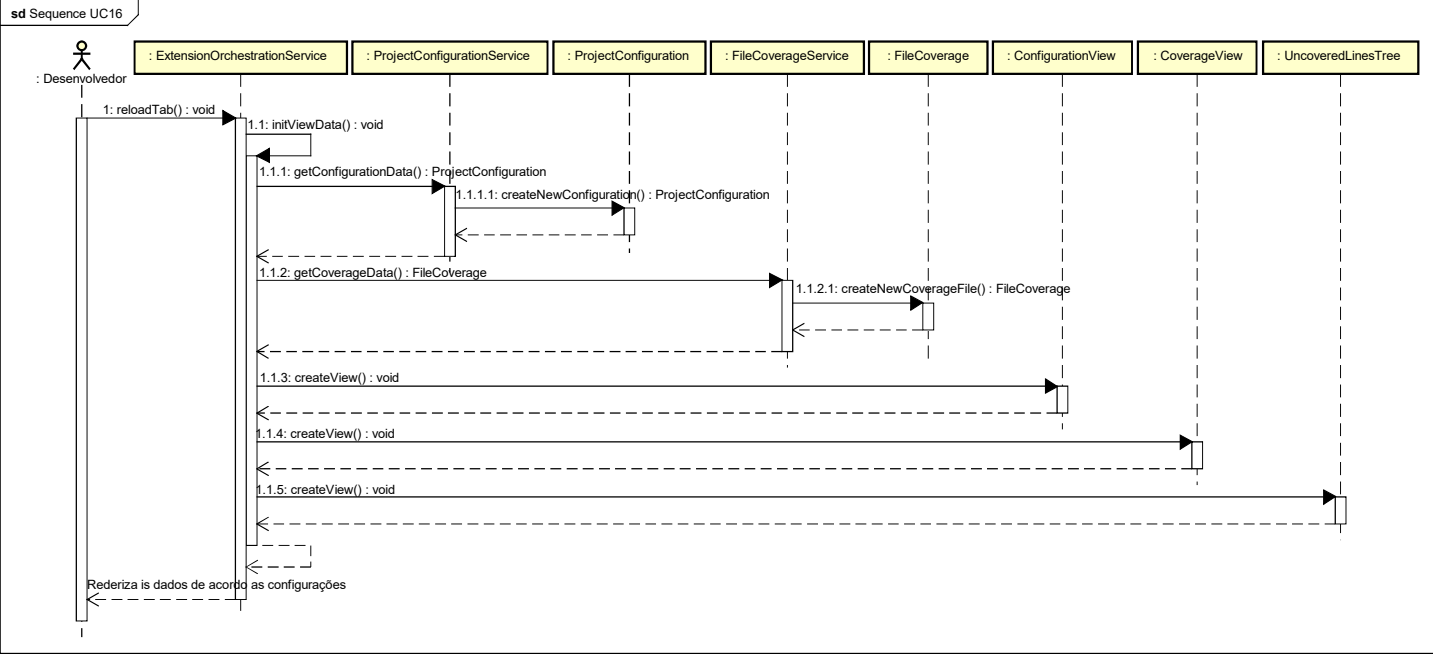 sd Sequence UC16
: Desenvolvedor
: ExtensionOrchestrationService
: ProjectConfigurationService
: ProjectConfiguration
: FileCoverageService
: FileCoverage
: ConfigurationView
: CoverageView
: UncoveredLinesTree
1: reloadTab() : void
1.1: initViewData() : void
1.1.1: getConfigurationData() : ProjectConfiguration
1.1.1.1: createNewConfiguration() : ProjectConfiguration
1.1.2: getCoverageData() : FileCoverage
1.1.2.1: createNewCoverageFile() : FileCoverage
1.1.3: createView() : void
1.1.4: createView() : void
1.1.5: createView() : void
Rederiza is dados de acordo as configurações